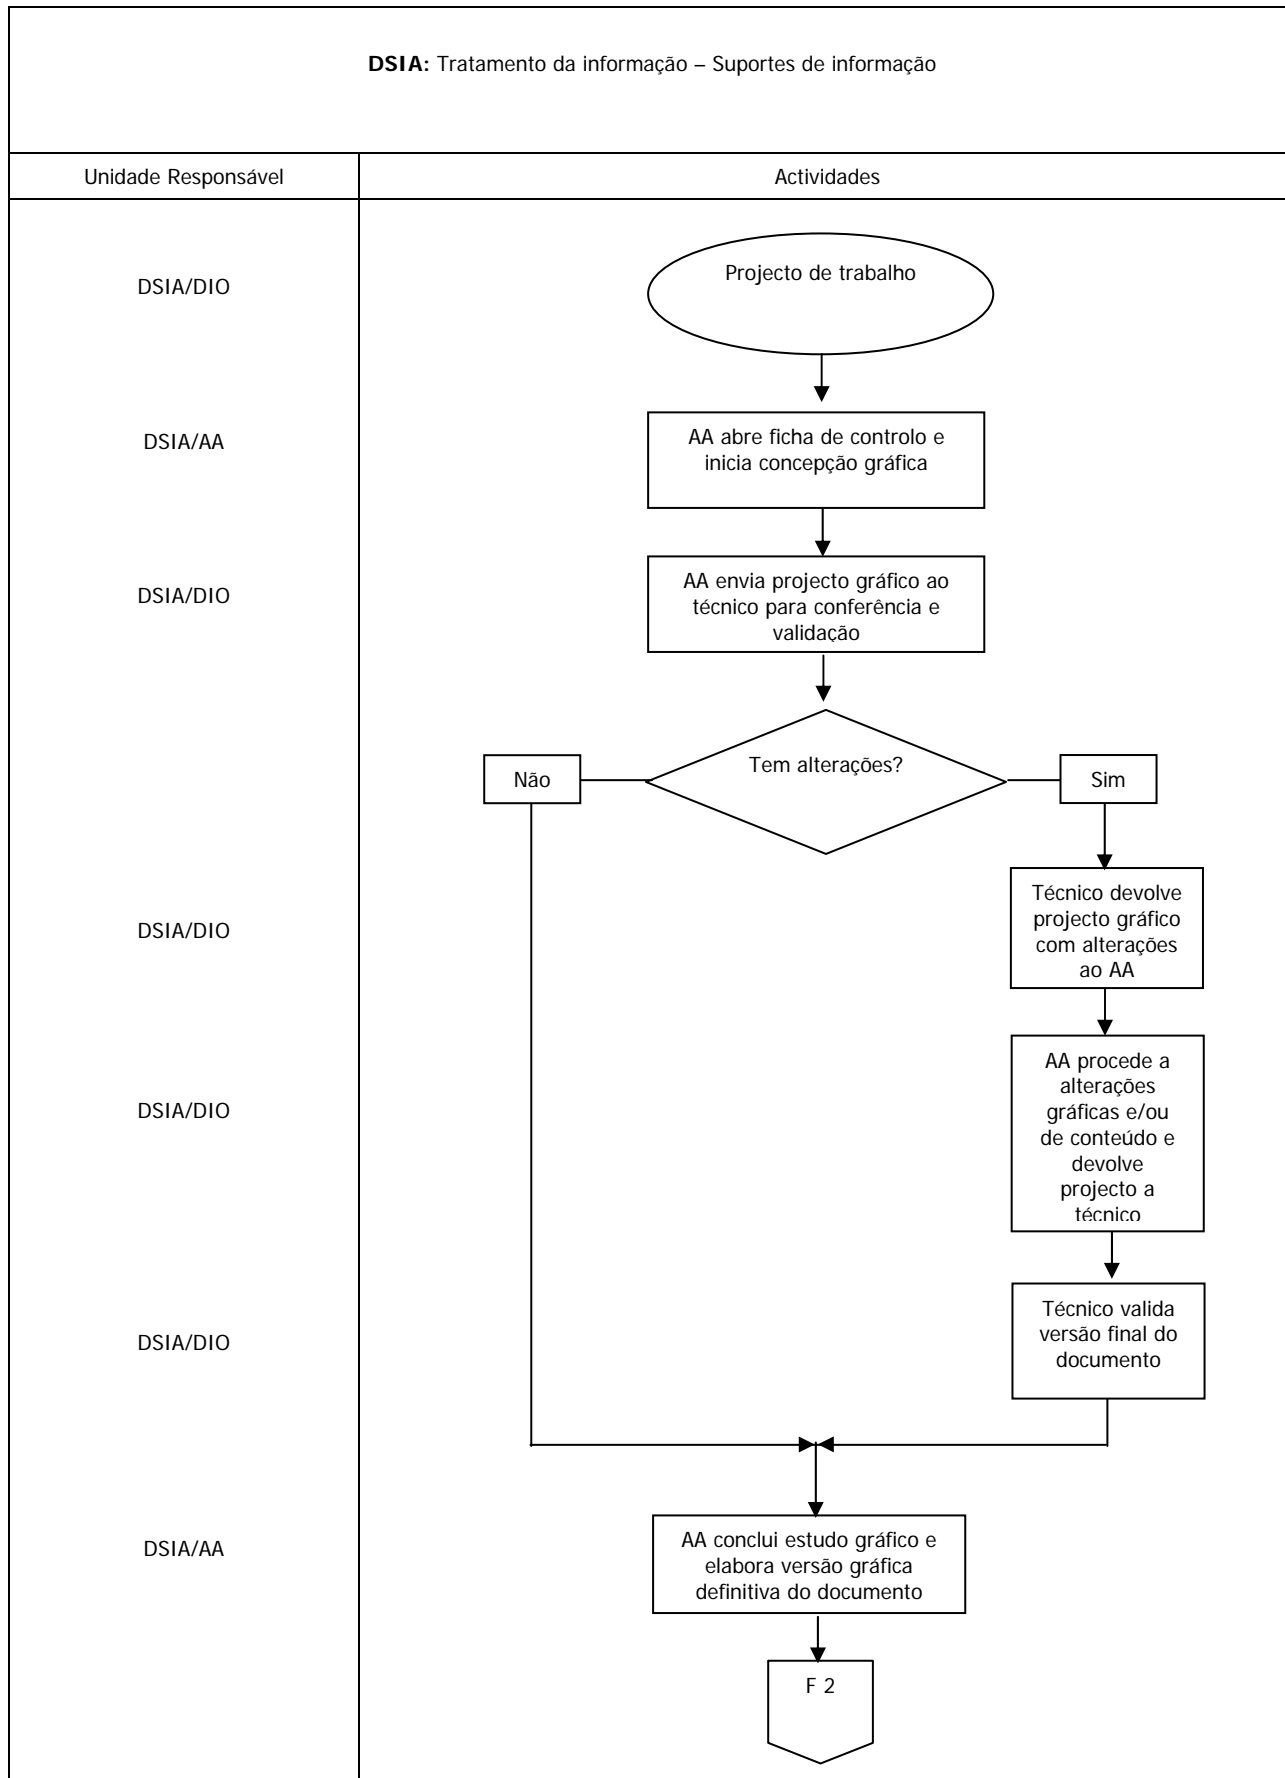 DSIA: Tratamento da informação – Suportes de informação
Unidade Responsável
Actividades
DSIA/DIO
Projecto de trabalho
DSIA/AA
AA abre ficha de controlo e
inicia concepção gráfica
DSIA/DIO
AA envia projecto gráfico ao
técnico para conferência e
validação
Tem alterações?
Não
Sim
DSIA/DIO
Técnico devolve
projecto gráfico
com alterações
ao AA
DSIA/DIO
AA procede a
alterações
gráficas e/ou
de conteúdo e
devolve
projecto a
técnico
DSIA/DIO
Técnico valida
versão final do
documento
DSIA/AA
AA conclui estudo gráfico e
elabora versão gráfica
definitiva do documento
F 2